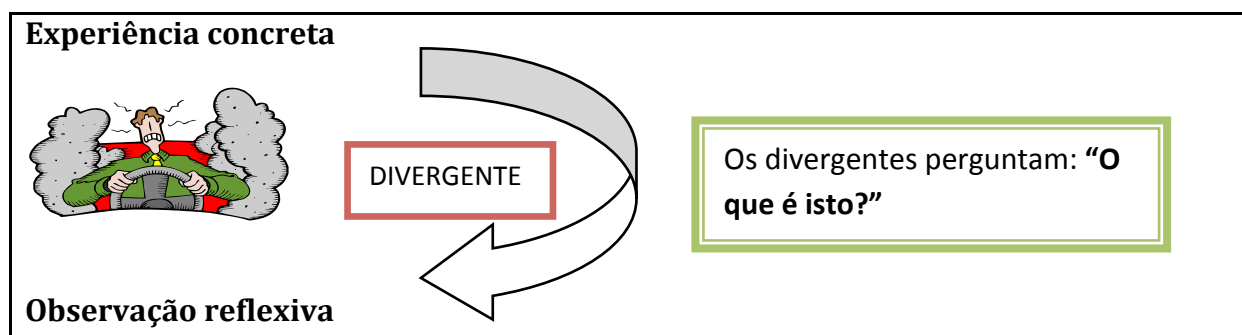 Experiência concreta
DIVERGENTE
Os divergentes perguntam: “O
que é isto?”
Observação reflexiva